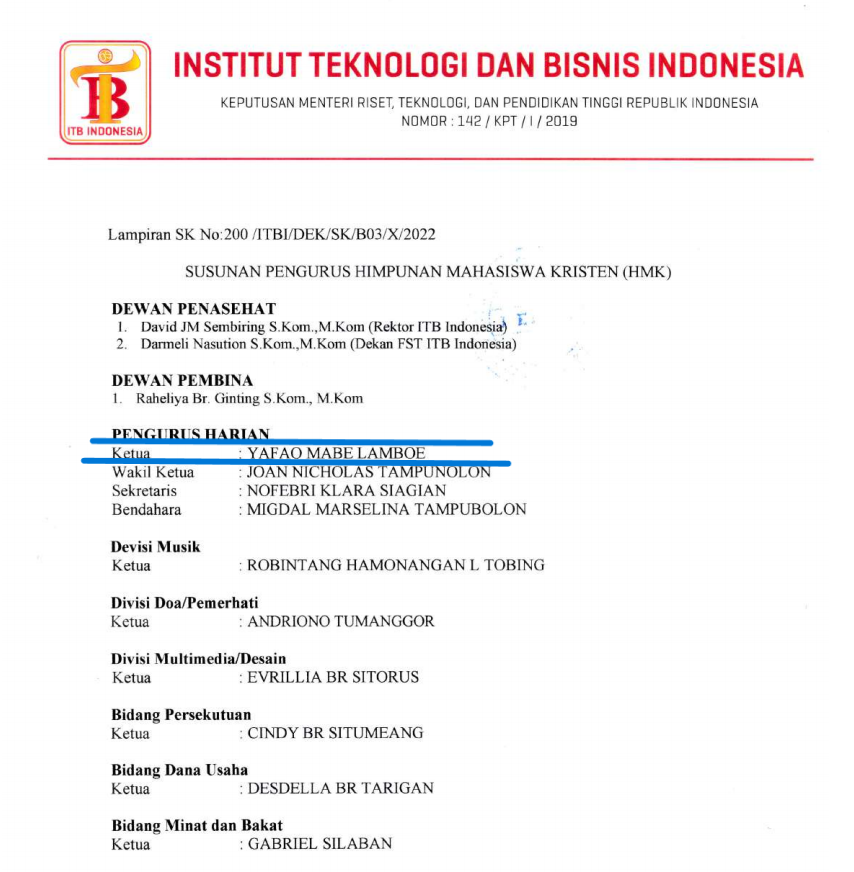 ITB INDONESIA
INSTITUT TEKNOLOGI DAN BISNIS INDONESIA
KEPUTUSAN MENTERI RISET, TEKNOLOGI, DAN PENDIDIKAN TINGGI REPUBLIK INDONESIA
NOMOR : 142 / KPT / I / 2019
Lampiran SK No:200 /ITBI/DEK/SK/B03/X/2022
SUSUNAN PENGURUS HIMPUNAN MAHASISWA KRISTEN (HMK)
DEWAN PENASEHAT
1. David JM Sembiring S.Kom.,M.Kom (Rektor ITB Indonesia)
2. Darmeli Nasution S.Kom.,M.Kom (Dekan FST ITB Indonesia)
DEWAN PEMBINA
1. Raheliya Br. Ginting S.Kom., M.Kom
PENGURUS HARIAN
Ketua : YAFAO MABE LAMBOE
Wakil Ketua : JOAN NICHOLAS TAMPUNOLON
Sekretaris : NOFEBRI KLARA SIAGIAN
Bendahara : MIGDAL MARSELINA TAMPUBOLON
Devisi Musik
Ketua : ROBINTANG HAMONANGAN L TOBING
Divisi Doa/Pemerhati
Ketua : ANDRIONO TUMANGGOR
Divisi Multimedia/Desain
Ketua : EVRILLIA BR SITORUS
Bidang Persekutuan
Ketua : CINDY BR SITUMEANG
Bidang Dana Usaha
Ketua : DESDELLA BR TARIGAN
Bidang Minat dan Bakat
Ketua : GABRIEL SILABAN